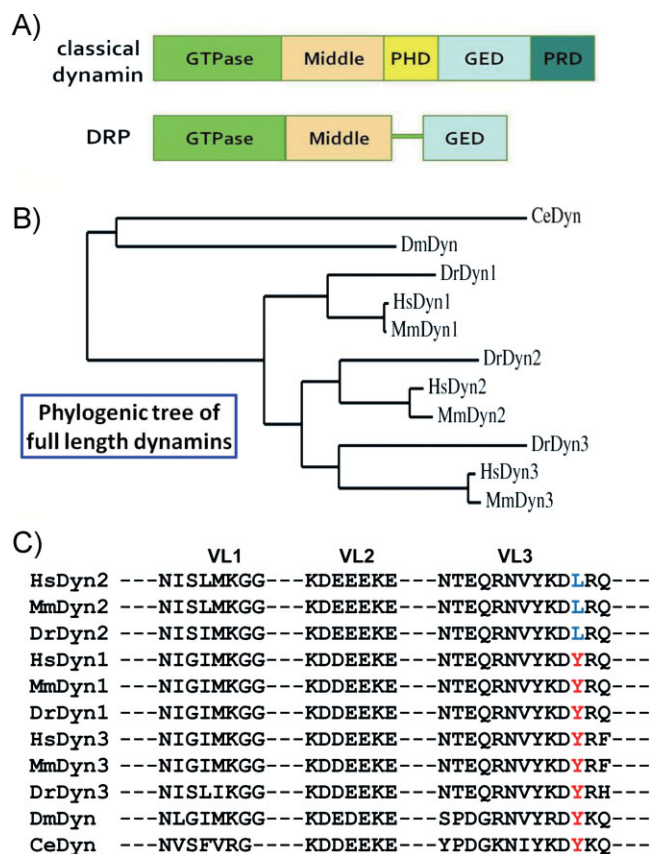 A)
classical dynamin
GTPase Middle PHD GED PRD
DRP
GTPase Middle GED
B)
CeDyn
DmDyn
DrDyn1
HsDyn1
MmDyn1
DrDyn2
HsDyn2
MmDyn2
DrDyn3
HsDyn3
MmDyn3
Phylogenic tree of
full length dynamins
C)
VL1 VL2 VL3
HsDyn2 ---NISLMKGG---KDEEEKE---NTEQRNVYKDLRQ---
MmDyn2 ---NISLMKGG---KDEEEKE---NTEQRNVYKDLRQ---
DrDyn2 ---NISIMKGG---KDEEEKE---NTEQRNVYKDLRQ---
HsDyn1 ---NIGIMKGG---KDDEEKE---NTEQRNVYKDYRQ---
MmDyn1 ---NIGIMKGG---KDDEEKE---NTEQRNVYKDYRQ---
DrDyn1 ---NIGIMKGG---KDDEEKE---NTEQRNVYKDYRQ---
HsDyn3 ---NIGIMKGG---KDDEEKE---NTEQRNVYKDYRF---
MmDyn3 ---NIGIMKGG---KDDEEKE---NTEQRNVYKDYRF---
DrDyn3 ---NISLIKGG---KDDEEKE---NTEQRNVYKDYRH---
DmDyn ---NLGIMKGG---KDEDEKE---SPDGRNVYRDYKQ---
CeDyn ---NVSFVRG----KDDEEKE---YPDGKNIYKDYKQ---